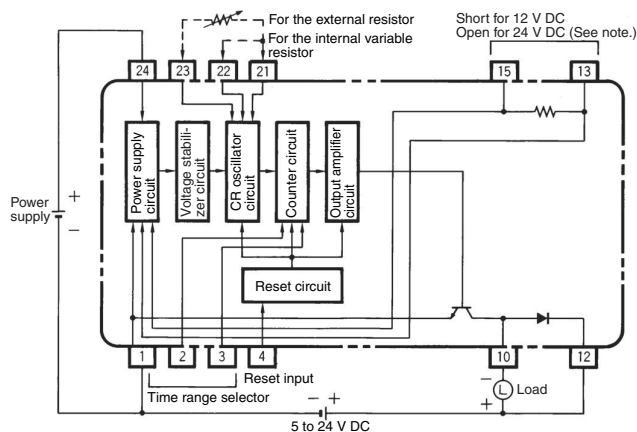 For the external resistor
For the internal variable
resistor
Short for 12 V DC
Open for 24 V DC (See note.)
24
23
22
21
15
13
Power supply
circuit
Voltage stabili-
zer circuit
CR oscillator
circuit
Counter circuit
Output amplifier
circuit
Power
supply
+
−
Reset circuit
1
2
3
4
10
12
Reset input
Time range selector
−
L
Load
+
− +
5 to 24 V DC